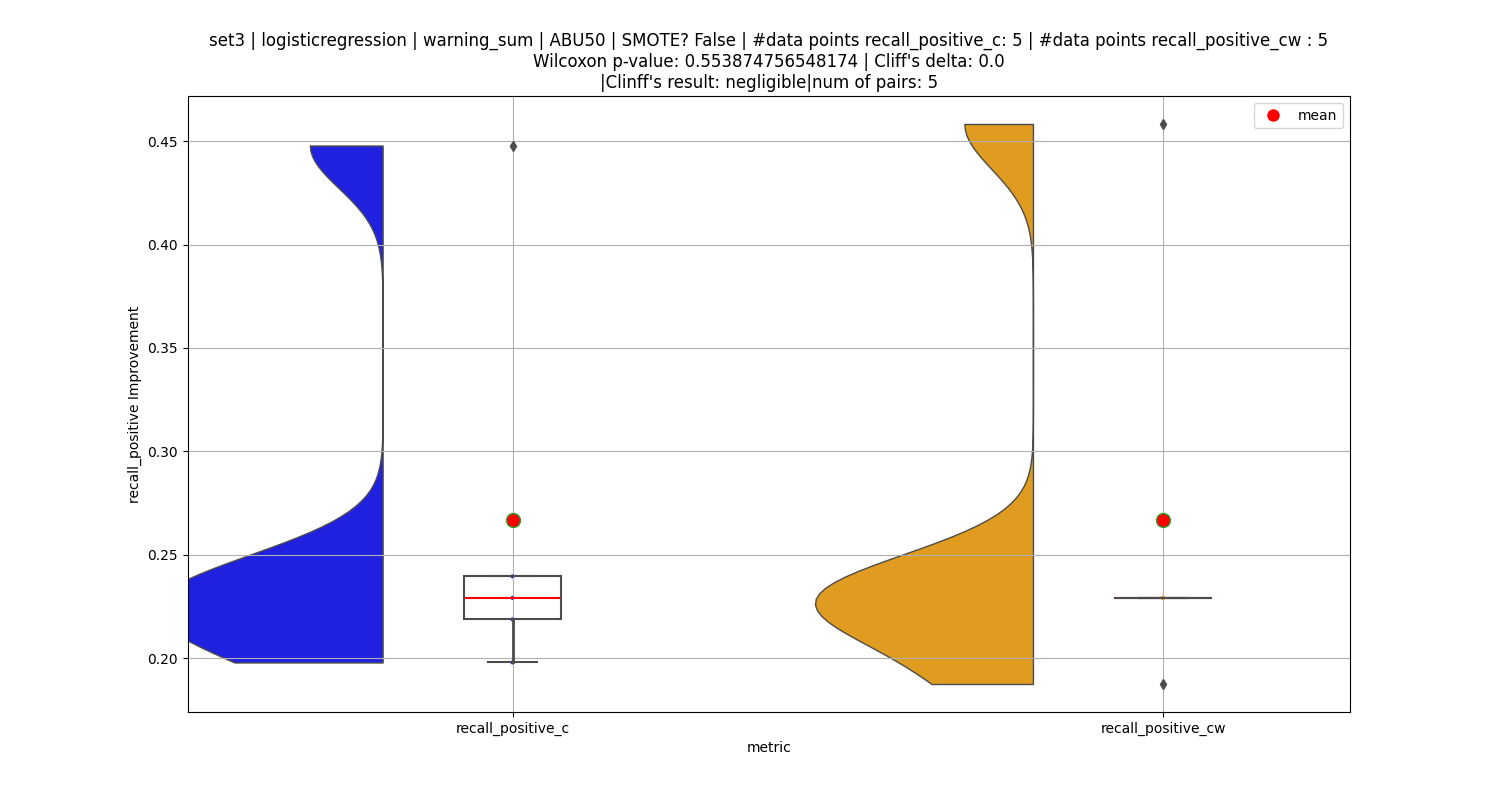 set3 | logisticregression | warning_sum | ABU50 | SMOTE? False | #data points recall_positive_c: 5 | #data points recall_positive_cw : 5
Wilcoxon p-value: 0.553874756548174 | Cliff's delta: 0.0
|Clinff's result: negligible|num of pairs: 5
mean
0.45
0.40
0.35
0.30
0.25
0.20
recall_positive Improvement
recall_positive_c
recall_positive_cw
metric